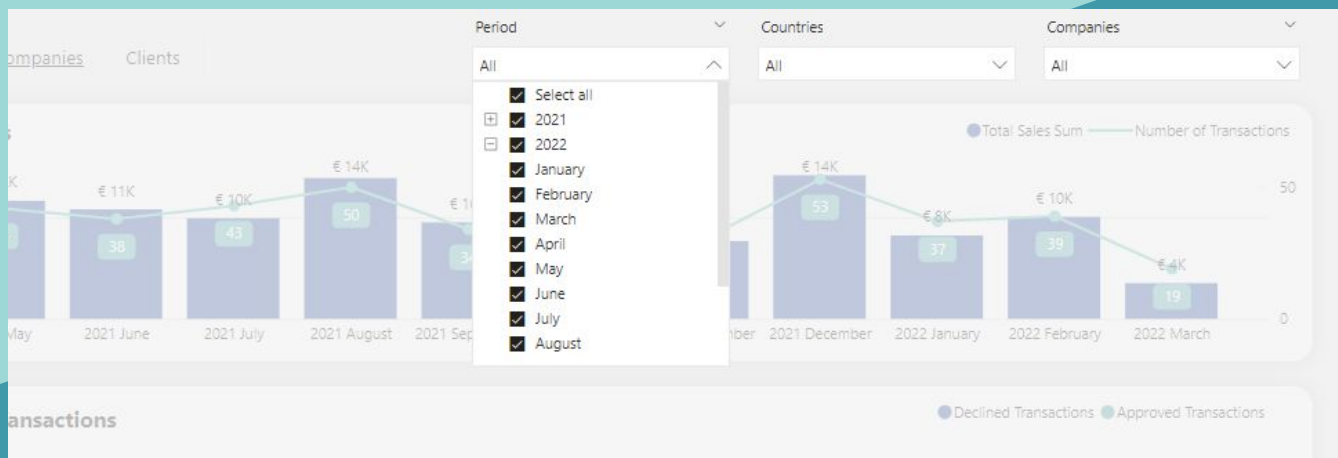 Period
Countries
Companies
ompanies
Clients
All
All
All
Select all
2021
2022
January
February
March
April
May
June
July
August
Total Sales Sum
Number of Transactions
€ 11K
€ 10K
€ 14K
€ 14K
€ 8K
€ 10K
€ 4K
38
43
50
53
37
39
19
50
0
May
2021 June
2021 July
2021 August
2021 Sep
ber
2021 December
2022 January
2022 February
2022 March
ansactions
Declined Transactions
Approved Transactions